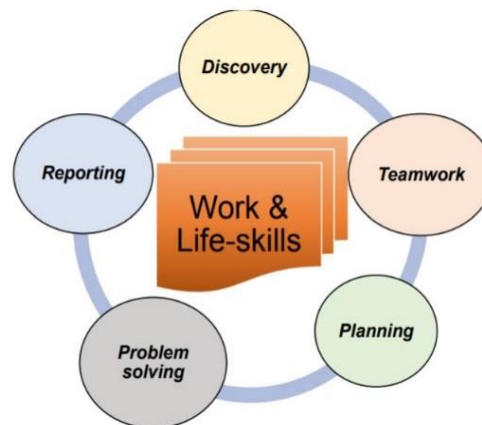 Discovery
Reporting
Teamwork
Work &
Life-skills
Planning
Problem
solving